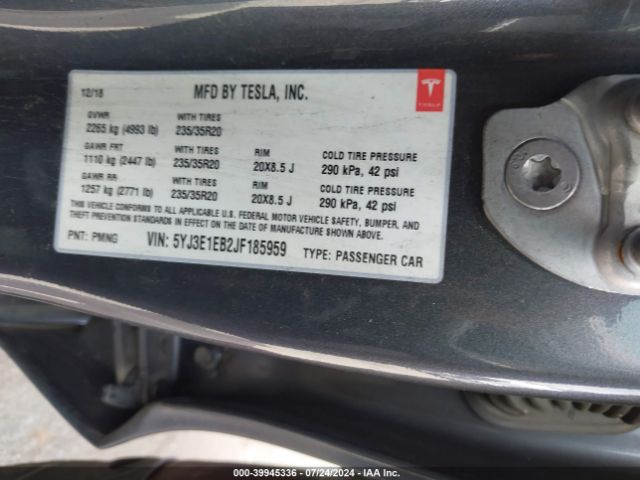 12/18 MFD BY TESLA, INC.
TESLA
GVWR WITH TIRES
2265 kg (4993 lb) 235/35R20
GAWR FRT WITH TIRES RIM COLD TIRE PRESSURE
1110 kg (2447 lb) 235/35R20 20X8.5 J 290 kPa, 42 psi
GAWR RR WITH TIRES RIM COLD TIRE PRESSURE
1257 kg (2771 lb) 235/35R20 20X8.5 J 290 kPa, 42 psi
THIS VEHICLE CONFORMS TO ALL APPLICABLE U.S. FEDERAL MOTOR VEHICLE SAFETY, BUMPER, AND
THEFT PREVENTION STANDARDS IN EFFECT ON THE DATE OF MANUFACTURE SHOWN ABOVE.
PNT: PMNG VIN: 5YJ3E1EB2JF185959 TYPE: PASSENGER CAR
000-39945336 - 07/24/2024 - IAA Inc.